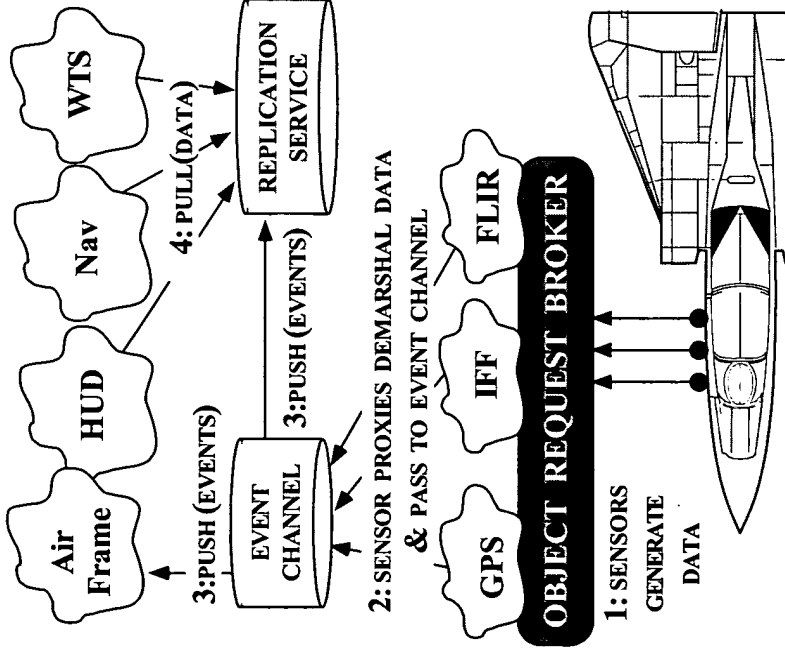 Air
Frame
HUD
Nav
WTS
3:PUSH (EVENTS)
4: PULL(DATA)
EVENT
CHANNEL
3:PUSH (EVENTS)
REPLICATION
SERVICE
2: SENSOR PROXIES DEMARSHAL DATA
& PASS TO EVENT CHANNEL
GPS
IFF
FLIR
OBJECT REQUEST BROKER
1: SENSORS
GENERATE
DATA